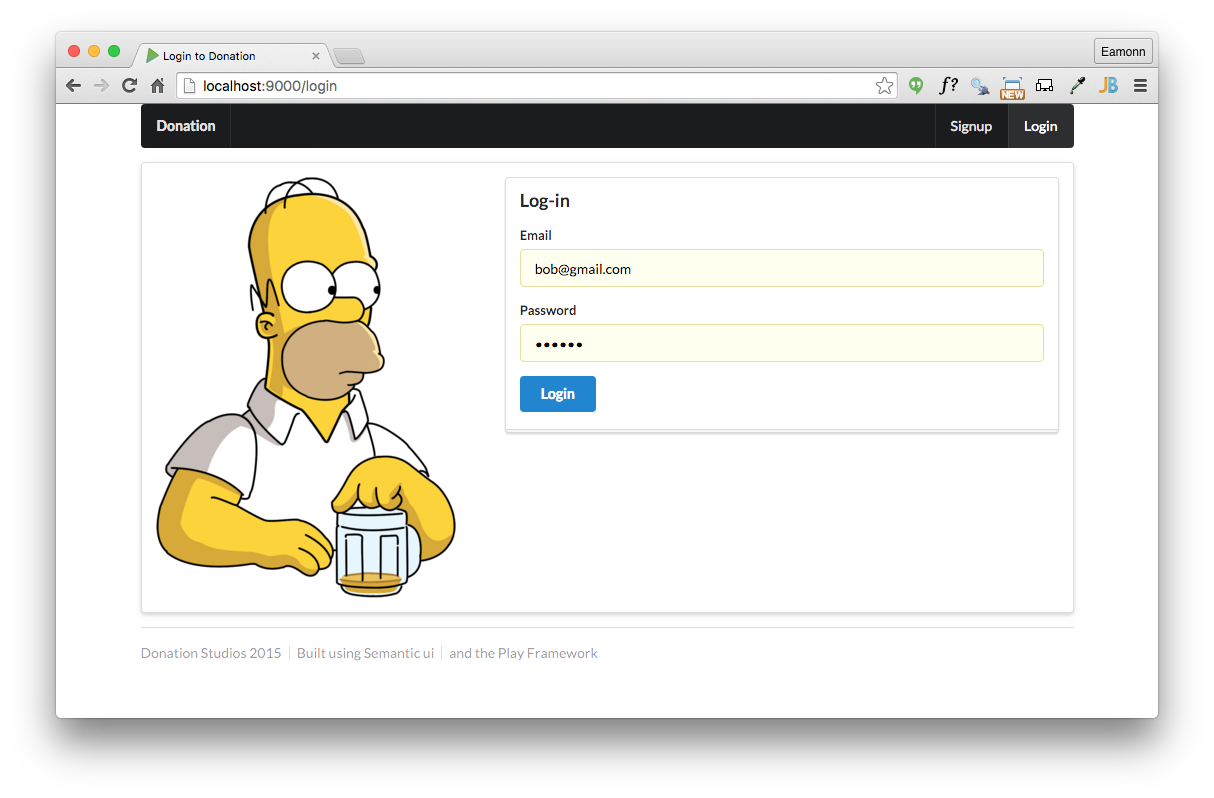 Login to Donation
Eamonn
localhost:9000/login
f?
NEW
JB
Donation
Signup
Login
Log-in
Email
bob@gmail.com
Password
••••••
Login
Donation Studios 2015
Built using Semantic ui
and the Play Framework